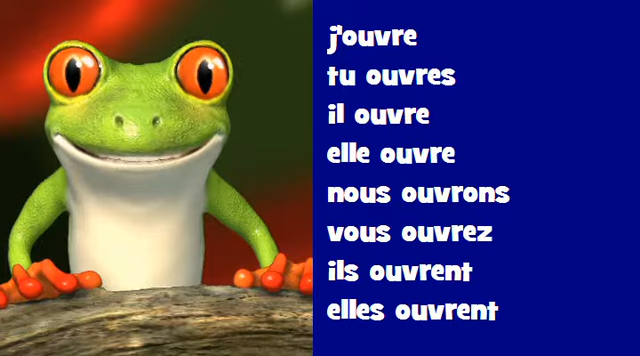 j'ouvre
tu ouvres
il ouvre
elle ouvre
nous ouvrons
vous ouvrez
ils ouvrent
elles ouvrent